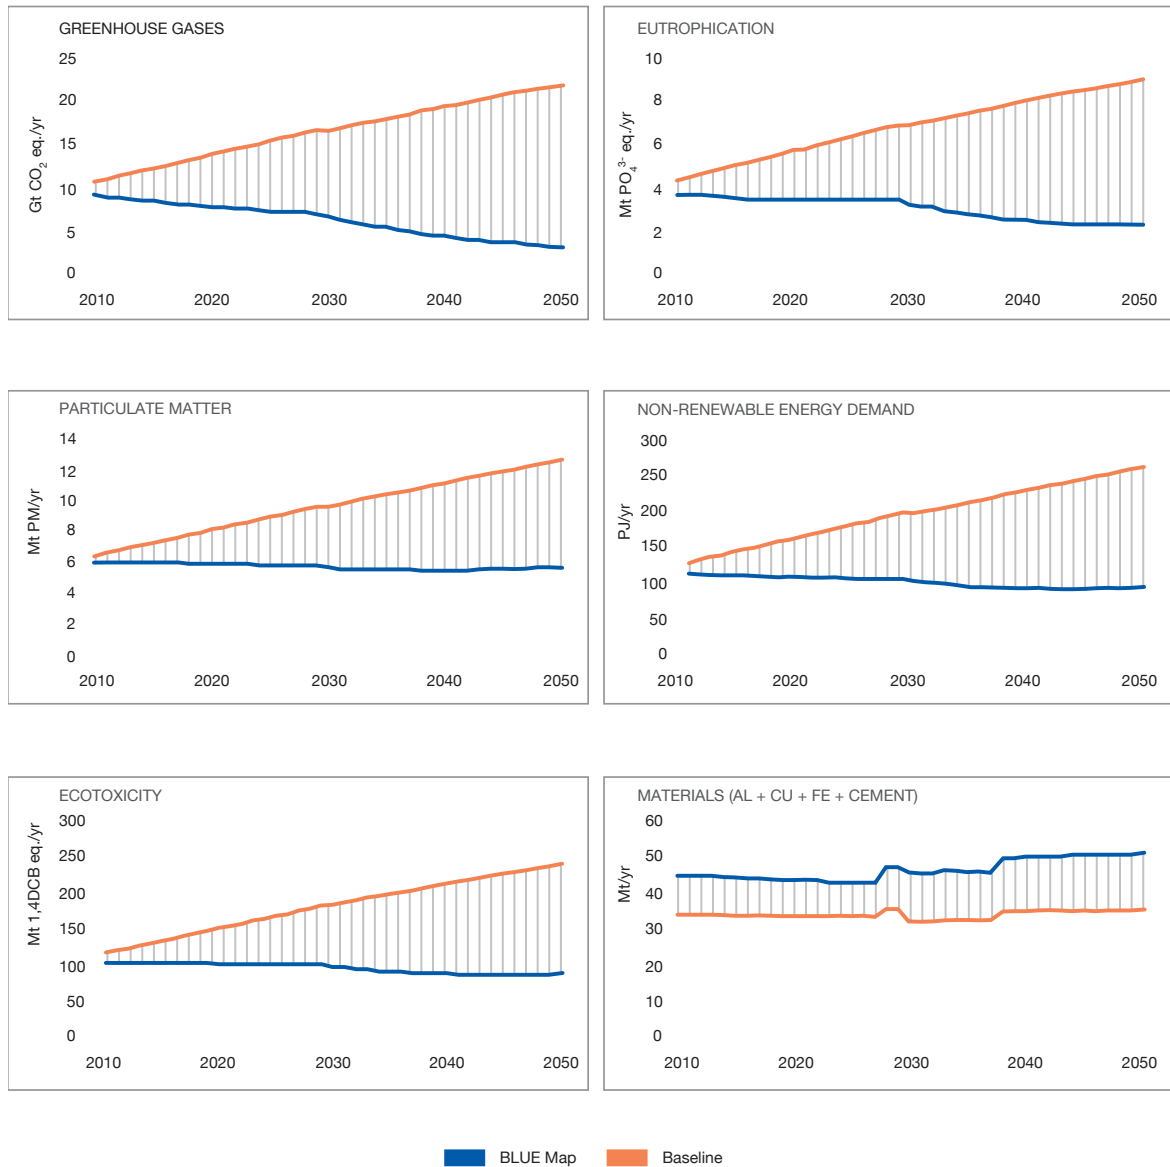 GREENHOUSE GASES
Gt CO₂ eq./yr
25
20
15
10
5
0
2010 2020 2030 2040 2050
EUTROPHICATION
Mt PO₄³⁻ eq./yr
10
8
6
4
2
0
2010 2020 2030 2040 2050
PARTICULATE MATTER
Mt PM/yr
14
12
10
8
6
4
2
0
2010 2020 2030 2040 2050
NON-RENEWABLE ENERGY DEMAND
PJ/yr
300
250
200
150
100
50
0
2010 2020 2030 2040 2050
ECOTOXICITY
Mt 1,4DCB eq./yr
300
250
200
150
100
50
0
2010 2020 2030 2040 2050
MATERIALS (AL + CU + FE + CEMENT)
Mt/yr
60
50
40
30
20
10
0
2010 2020 2030 2040 2050
BLUE Map Baseline